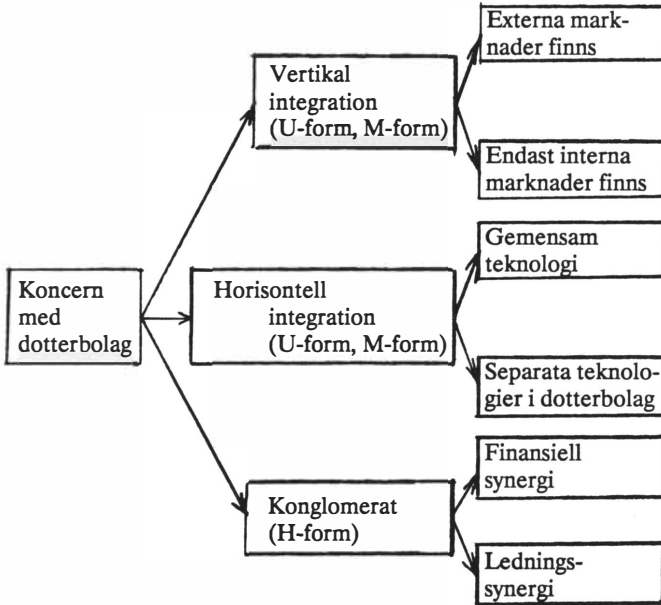 Externa mark-
nader finns
Vertikal
integration
(U-form, M-form)
Endast interna
marknader finns
Gemensam
teknologi
Koncern
med
dotterbolag
Horisontell
integration
(U-form, M-form)
Separata teknolo-
gier i dotterbolag
Finansiell
synergi
Konglomerat
(H-form)
Lednings-
synergi